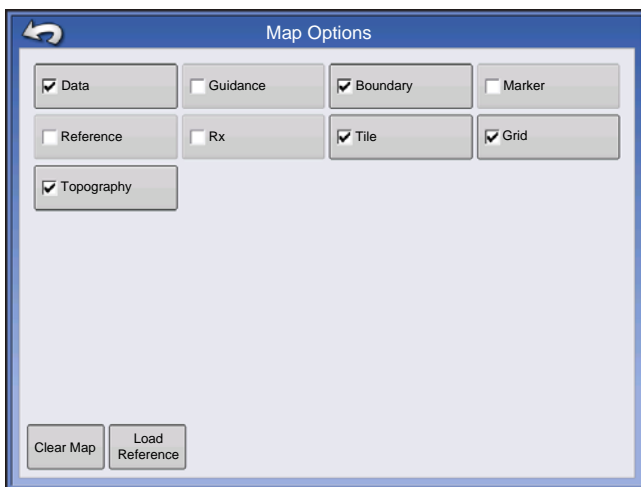 Map Options
Data
Guidance
Boundary
Marker
Reference
Rx
Tile
Grid
Topography
Clear Map
Load
Reference